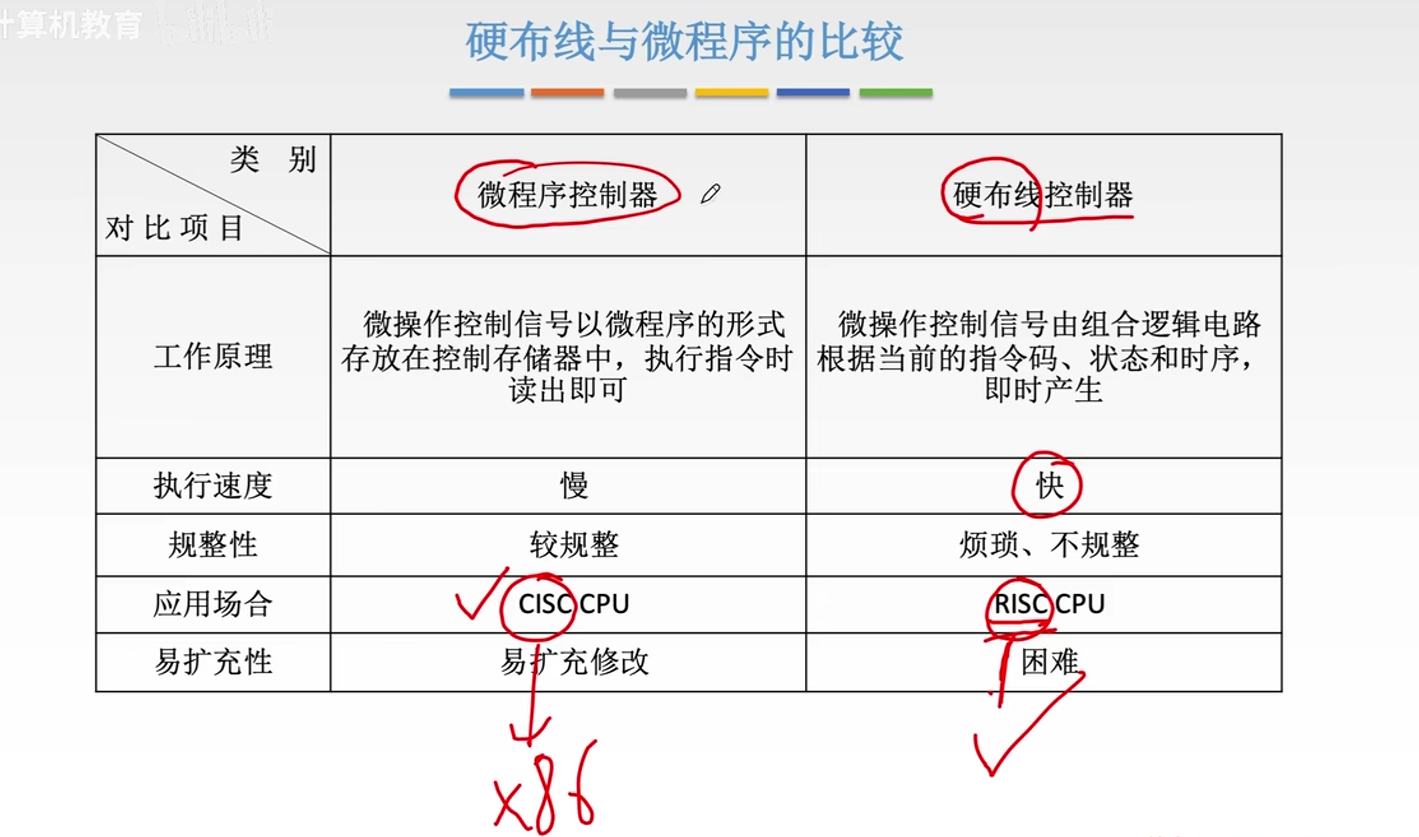 计算机教育
硬布线与微程序的比较
类 别
对 比 项 目
微程序控制器
硬布线控制器
工作原理
微操作控制信号以微程序的形式
存放在控制存储器中，执行指令时
读出即可
微操作控制信号由组合逻辑电路
根据当前的指令码、状态和时序，
即时产生
执行速度
慢
快
规整性
较规整
烦琐、不规整
应用场合
CISC CPU
RISC CPU
易扩充性
易扩充修改
困难
x86